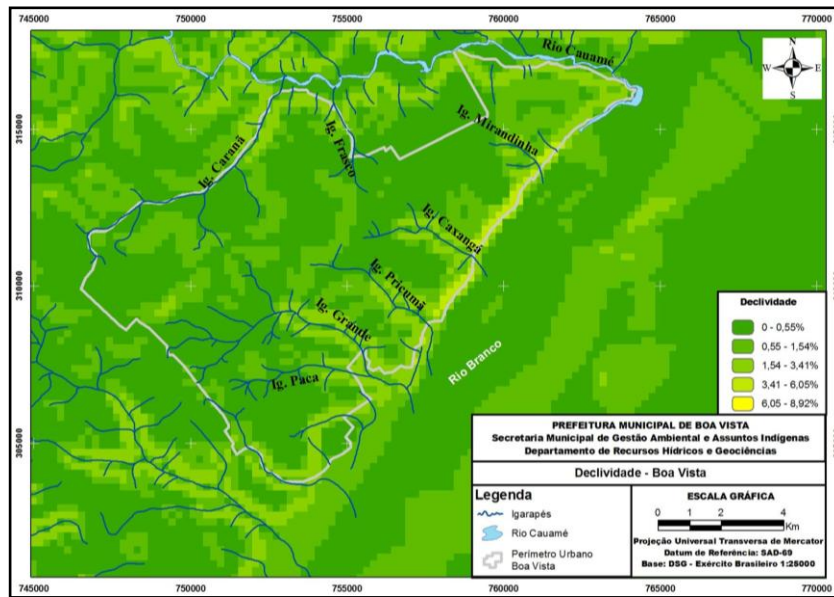 745000 750000 755000 760000 765000 770000
N
W E
S
Rio Cauamé
315000
Ig. Mirandinha
Ig. Frasco
Ig. Caranã
Ig. Caxangá
310000
Ig. Pricumã
Ig. Grande
Rio Branco
Ig. Paca
305000
Declividade
0 - 0,55%
0,55 - 1,54%
1,54 - 3,41%
3,41 - 6,05%
6,05 - 8,92%
PREFEITURA MUNICIPAL DE BOA VISTA
Secretaria Municipal de Gestão Ambiental e Assuntos Indígenas
Departamento de Recursos Hídricos e Geociências
Declividade - Boa Vista
Legenda
Igarapés
Rio Cauamé
Perímetro Urbano
Boa Vista
ESCALA GRÁFICA
0 1 2 4
Km
Projeção Universal Transversa de Mercator
Datum de Referência: SAD-69
Base: DSG - Exército Brasileiro 1:25000
745000 750000 755000 760000 765000 770000